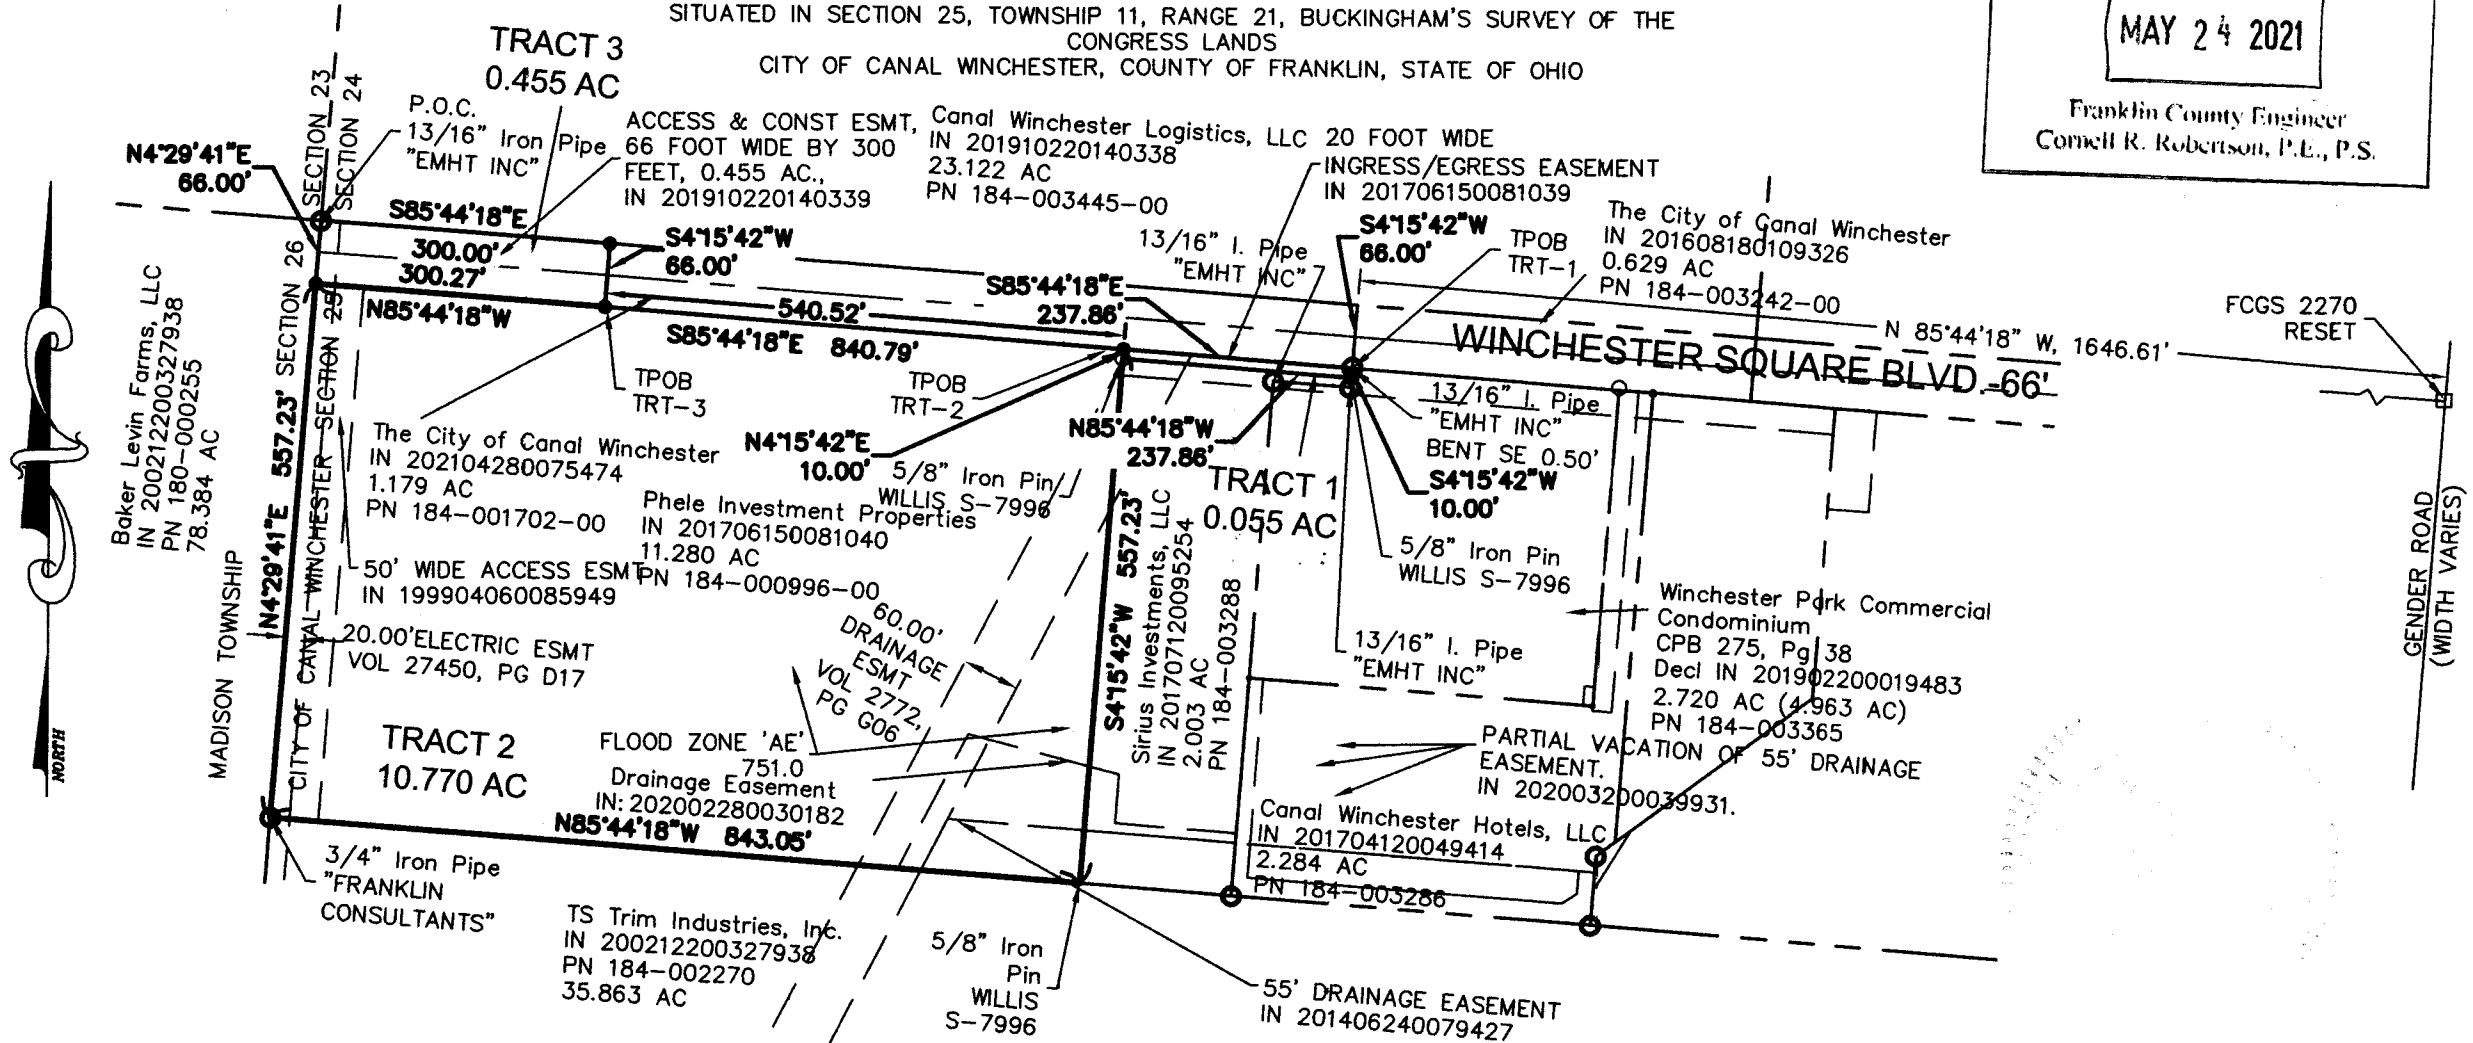 SITUATED IN SECTION 25, TOWNSHIP 11, RANGE 21, BUCKINGHAM'S SURVEY OF THE
CONGRESS LANDS
CITY OF CANAL WINCHESTER, COUNTY OF FRANKLIN, STATE OF OHIO
MAY 24 2021
Franklin County Engineer
Cornell R. Robertson, P.E., P.S.
TRACT 3
0.455 AC
SECTION 23
SECTION 24
P.O.C.
13/16" Iron Pipe
"EMHT INC"
N4°29'41"E
66.00'
ACCESS & CONST ESMT,
66 FOOT WIDE BY 300
FEET, 0.455 AC.,
IN 201910220140339
Canal Winchester Logistics, LLC
IN 201910220140338
23.122 AC
PN 184-003445-00
20 FOOT WIDE
INGRESS/EGRESS EASEMENT
IN 201706150081039
S85°44'18"E
300.00'
300.27'
N85°44'18"W
S4°15'42"W
66.00'
13/16" I. Pipe
"EMHT INC"
S4°15'42"W
66.00'
TPOB
TRT-1
The City of Canal Winchester
IN 201608180109326
0.629 AC
PN 184-003242-00
FCGS 2270
RESET
N 85°44'18" W, 1646.61'
WINCHESTER SQUARE BLVD.-66'
S85°44'18"E
237.86'
540.52'
S85°44'18"E 840.79'
TPOB
TRT-3
TPOB
TRT-2
N4°15'42"E
10.00'
N85°44'18"W
237.86'
13/16" I. Pipe
"EMHT INC"
BENT SE 0.50'
S4°15'42"W
10.00'
TRACT 1
0.055 AC
Baker Levin Farms, LLC
IN 200212200327938
PN 180-000255
78.384 AC
SECTION 26
SECTION 25
N4°29'41"E 557.23'
MADISON TOWNSHIP
CITY OF CANAL WINCHESTER
The City of Canal Winchester
IN 202104280075474
1.179 AC
PN 184-001702-00
5/8" Iron Pin
WILLIS S-7996
Phele Investment Properties
IN 201706150081040
11.280 AC
PN 184-000996-00
50' WIDE ACCESS ESMT
IN 199904060085949
20.00'ELECTRIC ESMT
VOL 27450, PG D17
60.00'
DRAINAGE
ESMT
VOL 2772,
PG G06
S4°15'42"W 557.23'
Sirius Investments, LLC
IN 201707120095254
2.003 AC
PN 184-003288
5/8" Iron Pin
WILLIS S-7996
13/16" I. Pipe
"EMHT INC"
Winchester Park Commercial
Condominium
CPB 275, Pg 38
Decl IN 201902200019483
2.720 AC (4.963 AC)
PN 184-003365
GENDER ROAD
(WIDTH VARIES)
NORTH
TRACT 2
10.770 AC
FLOOD ZONE 'AE'
751.0
Drainage Easement
IN: 202002280030182
N85°44'18"W 843.05'
PARTIAL VACATION OF 55' DRAINAGE
EASEMENT.
IN 202003200039931.
Canal Winchester Hotels, LLC
IN 201704120049414
2.284 AC
PN 184-003286
3/4" Iron Pipe
"FRANKLIN
CONSULTANTS"
TS Trim Industries, Inc.
IN 200212200327938
PN 184-002270
35.863 AC
5/8" Iron
Pin
WILLIS
S-7996
55' DRAINAGE EASEMENT
IN 201406240079427